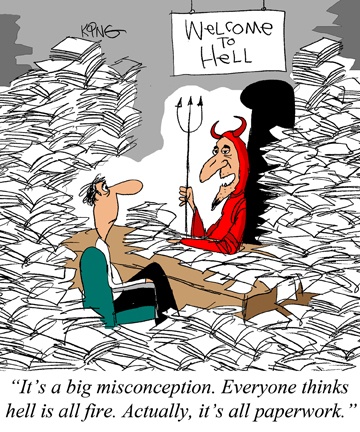 KING
WELCOME
TO
HELL
“It’s a big misconception. Everyone thinks
hell is all fire. Actually, it’s all paperwork.”